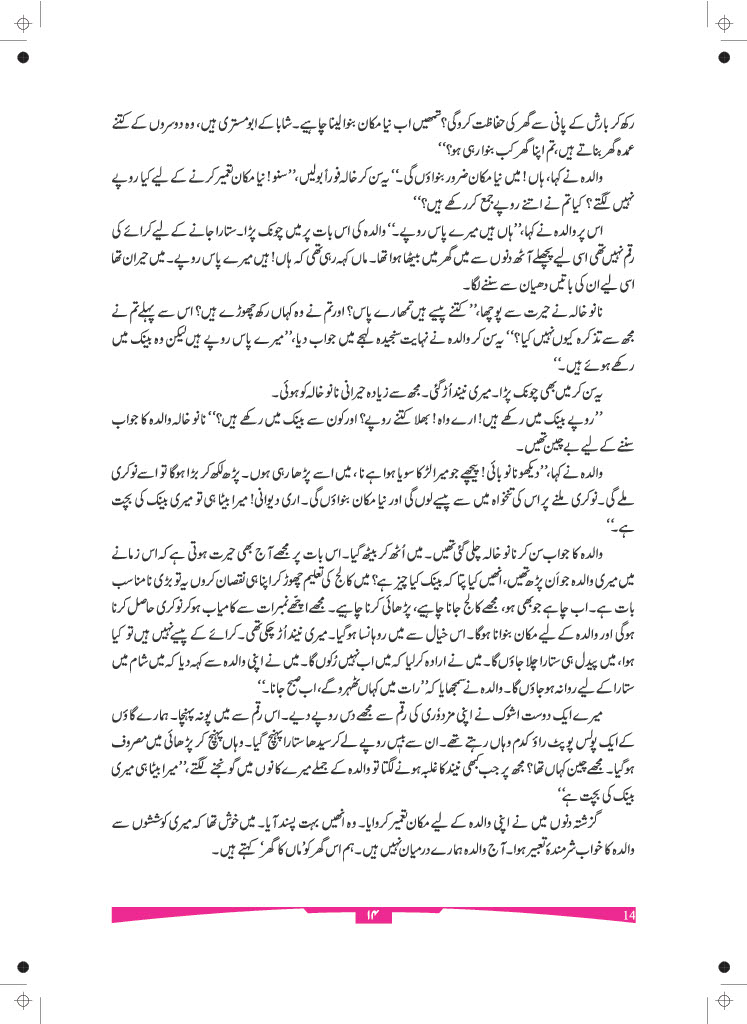 رکھ کر بارش کے پانی سے گھر کی حفاظت کرو گی؟ تمھیں اب نیا مکان بنوا لینا چاہیے۔ شاہا کے ابو مستری ہیں، وہ دوسروں کے کتنے
عمدہ گھر بناتے ہیں، تم اپنا گھر کب بنوا رہی ہو؟‘‘
والدہ نے کہا، ہاں! میں نیا مکان ضرور بنواؤں گی۔‘‘ یہ سن کر خالہ فوراً بولیں، ’’سنو! نیا مکان تعمیر کرنے کے لیے کیا روپے
نہیں لگتے؟ کیا تم نے اتنے روپے جمع کر رکھے ہیں؟‘‘
اس پر والدہ نے کہا، ’’ہاں ہیں میرے پاس روپے۔‘‘ والدہ کی اس بات پر میں چونک پڑا۔ ستارا جانے کے لیے کرائے کی
رقم نہیں تھی اسی لیے پچھلے آٹھ دنوں سے میں گھر میں بیٹھا ہوا تھا۔ ماں کہہ رہی تھی کہ ہاں! ہیں میرے پاس روپے۔ میں حیران تھا
اسی لیے ان کی باتیں دھیان سے سننے لگا۔
نانو خالہ نے حیرت سے پوچھا، ’’کتنے پیسے ہیں تمھارے پاس؟ اور تم نے وہ کہاں رکھ چھوڑے ہیں؟ اس سے پہلے تم نے
مجھ سے تذکرہ کیوں نہیں کیا؟‘‘ یہ سن کر والدہ نے نہایت سنجیدہ لہجے میں جواب دیا، ’’میرے پاس روپے ہیں لیکن وہ بینک میں
رکھے ہوئے ہیں۔‘‘
یہ سن کر میں بھی چونک پڑا۔ میری نیند اُڑ گئی۔ مجھ سے زیادہ حیرانی نانو خالہ کو ہوئی۔
’’روپے بینک میں رکھے ہیں! ارے واہ! بھلا کتنے روپے؟ اور کون سے بینک میں رکھے ہیں؟‘‘ نانو خالہ والدہ کا جواب
سننے کے لیے بے چین تھیں۔
والدہ نے کہا، ’’دیکھو نانو بائی! پیچھے جو میرا لڑکا سویا ہوا ہے نا، میں اسے پڑھا رہی ہوں۔ پڑھ لکھ کر بڑا ہوگا تو اسے نوکری
ملے گی۔ نوکری ملنے پر اس کی تنخواہ میں سے پیسے لوں گی اور نیا مکان بنواؤں گی۔ اری دیوانی! میرا بیٹا ہی تو میری بینک کی بچت
ہے۔‘‘
والدہ کا جواب سن کر نانو خالہ چلی گئی تھیں۔ میں اُٹھ کر بیٹھ گیا۔ اس بات پر مجھے آج بھی حیرت ہوتی ہے کہ اس زمانے
میں میری والدہ جو اَن پڑھ تھیں، انھیں کیا پتا کہ بینک کیا چیز ہے؟ میں کالج کی تعلیم چھوڑ کر اپنا ہی نقصان کروں یہ تو بڑی نا مناسب
بات ہے۔ اب چاہے جو بھی ہو، مجھے کالج جانا چاہیے، پڑھائی کرنا چاہیے۔ مجھے اچھے نمبرات سے کامیاب ہو کر نوکری حاصل کرنا
ہوگی اور والدہ کے لیے مکان بنوانا ہوگا۔ اس خیال سے میں روہانسا ہوگیا۔ میری نیند اڑ چکی تھی۔ کرائے کے پیسے نہیں ہیں تو کیا
ہوا، میں پیدل ہی ستارا چلا جاؤں گا۔ میں نے ارادہ کر لیا کہ میں اب نہیں رُکوں گا۔ میں نے اپنی والدہ سے کہہ دیا کہ میں شام میں
ستارا کے لیے روانہ ہو جاؤں گا۔ والدہ نے سمجھایا کہ ’’رات میں کہاں ٹھہرو گے، اب صبح جانا۔‘‘
میرے ایک دوست اشوک نے اپنی مزدوری کی رقم سے مجھے دس روپے دیے۔ اس رقم سے میں پونہ پہنچا۔ ہمارے گاؤں
کے ایک پولس پوپٹ راؤ کدم وہاں رہتے تھے۔ ان سے بیس روپے لے کر سیدھا ستارا پہنچ گیا۔ وہاں پہنچ کر پڑھائی میں مصروف
ہوگیا۔ مجھے چین کہاں تھا؟ مجھ پر جب کبھی نیند کا غلبہ ہونے لگتا تو والدہ کے جملے میرے کانوں میں گونجنے لگتے، ’’میرا بیٹا ہی میری
بینک کی بچت ہے‘‘
گزشتہ دنوں میں نے اپنی والدہ کے لیے مکان تعمیر کروایا۔ وہ انھیں بہت پسند آیا۔ میں خوش تھا کہ میری کوششوں سے
والدہ کا خواب شرمندۂ تعبیر ہوا۔ آج والدہ ہمارے درمیان نہیں ہیں۔ ہم اس گھر کو ’ماں کا گھر‘ کہتے ہیں۔
۱۴
14